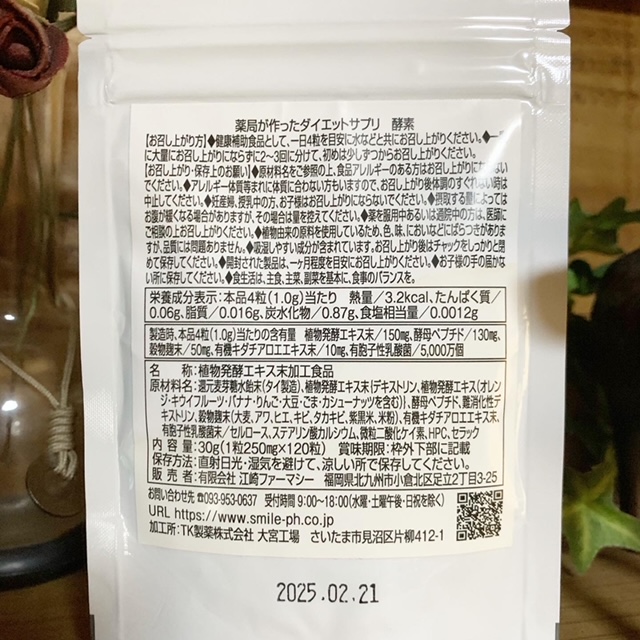 薬局が作ったダイエットサプリ 酵素
【お召し上がり方】◆健康補助食品として、一日4粒を目安に水などと共にお召し上がりください。◆一度
に大量にお召し上がりにならずに2～3回に分けて、初めは少しずつからお召し上がりください。
【お召し上がり・保存上のお願い】◆原材料名をご参照の上、食品アレルギーのある方はお召し上がりにならない
でください。◆アレルギー体質等まれに体質に合わない方もいますので、お召し上がり後体調のすぐれない時は
中止してください。◆妊産婦、授乳中の方、お子様はお召し上がりにならないでください。◆摂取する量によっては
お腹が緩くなる場合がありますが、その場合は量を控えてください。◆薬を服用中あるいは通院中の方は、医師に
ご相談の上お召し上がりください。◆植物由来の原料を使用しているため、色、味、においなどにばらつきがあります
が、品質には問題ありません。◆吸湿しやすい成分が含まれています。お召し上がり後はチャックをしっかりと閉
めて保存してください。◆開封された製品は、一ヶ月程度を目安にお召し上がりください。◆お子様の手の届かな
い所に保存してください。◆食生活は、主食、主菜、副菜を基本に、食事のバランスを。
栄養成分表示：本品4粒(1.0g)当たり 熱量／3.2kcal、たんぱく質／
0.06g、脂質／0.016g、炭水化物／0.87g、食塩相当量／0.0012g
製造時、本品4粒(1.0g)当たりの含有量 植物発酵エキス末／150mg、酵母ペプチド／130mg、
穀物麹末／50mg、有機キダチアロエエキス末／10mg、有胞子性乳酸菌／5,000万個
名 称：植物発酵エキス末加工食品
原材料名：還元麦芽糖水飴末(タイ製造)、植物発酵エキス末(デキストリン、植物発酵エキス(オレン
ジ・キウイフルーツ・バナナ・りんご・大豆・ごま・カシューナッツを含む))、酵母ペプチド、難消化性デ
キストリン、穀物麹末(大麦、アワ、ヒエ、キビ、タカキビ、紫黒米、米粉)、有機キダチアロエエキス末、
有胞子性乳酸菌末／セルロース、ステアリン酸カルシウム、微粒二酸化ケイ素、HPC、セラック
内 容 量：30g(1粒250mg×120粒) 賞味期限：枠外下部に記載
保存方法：直射日光・湿気を避けて、涼しい所で保存してください。
販 売 者：有限会社 江崎ファーマシー 福岡県北九州市小倉北区足立2丁目3-25
お問い合わせ先☎093-953-0637 受付時間 9:00～18:00(水曜・土曜午後・日祝を除く)
URL https://www.smile-ph.co.jp
加工所：TK製薬株式会社 大宮工場 さいたま市見沼区片柳412-1
2025.02.21